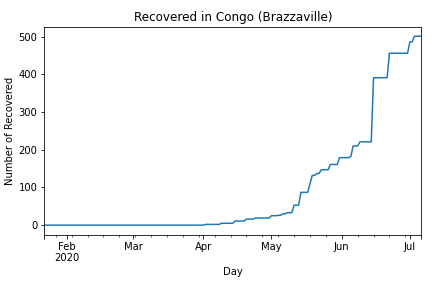 Recovered in Congo (Brazzaville)
Number of Recovered
500
400
300
200
100
0
Feb Mar Apr May Jun Jul
2020
Day